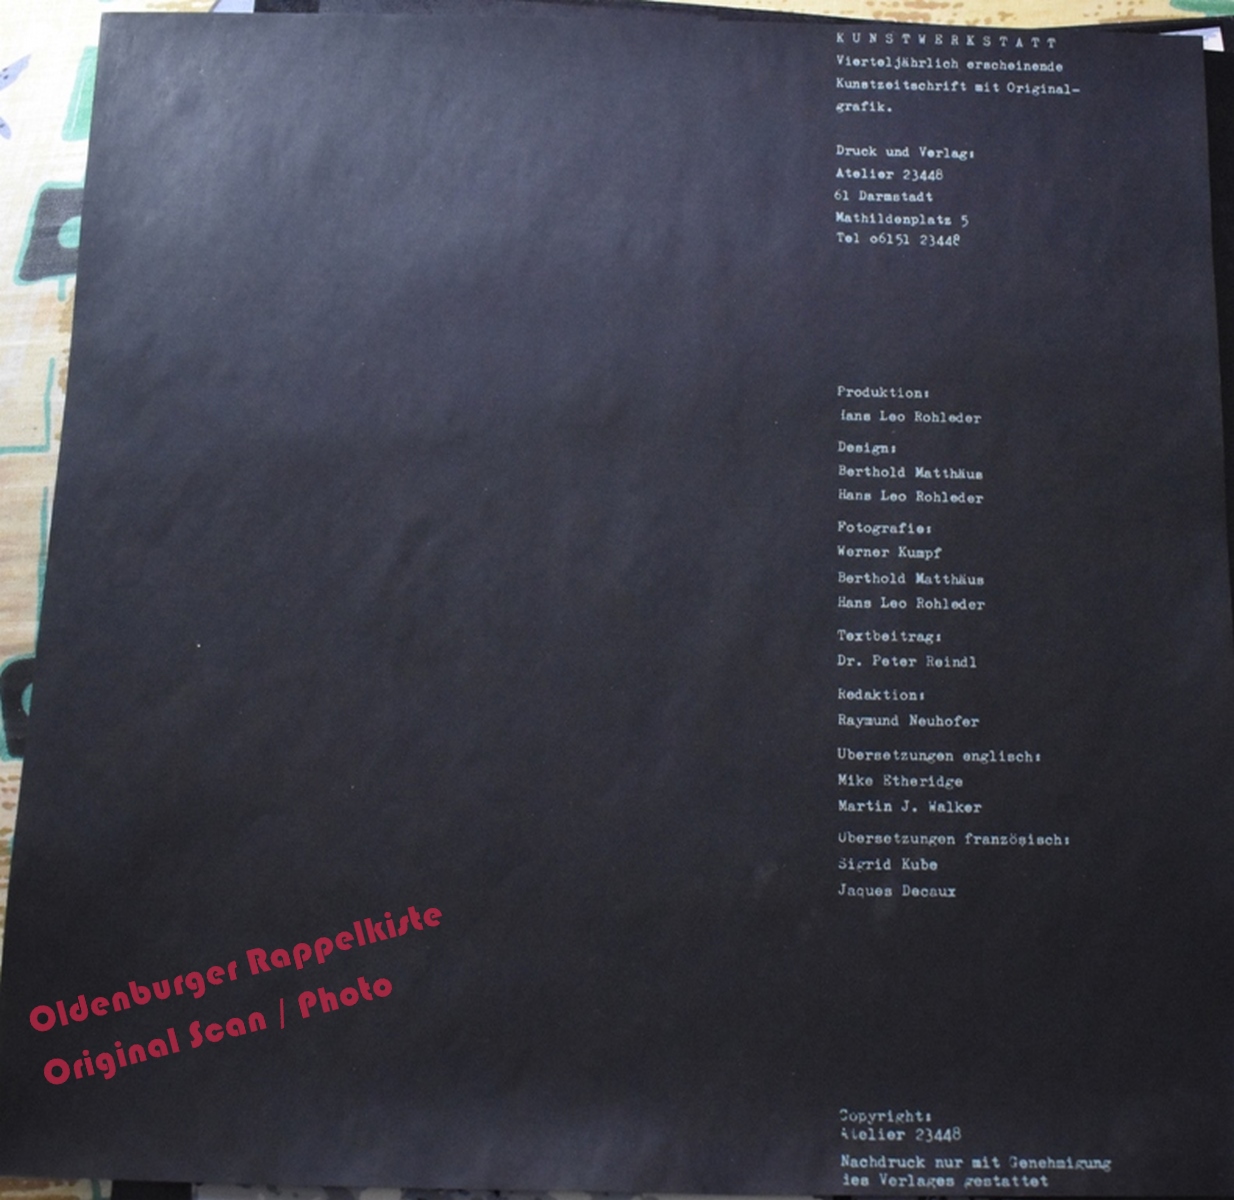 K U N S T W E R K S T A T T
Vierteljährlich erscheinende
Kunstzeitschrift mit Original-
grafik.
Druck und Verlag:
Atelier 23448
61 Darmstadt
Mathildenplatz 5
Tel o6151 23448
Produktion:
Hans Leo Rohleder
Design:
Berthold Matthäus
Hans Leo Rohleder
Fotografie:
Werner Kumpf
Berthold Matthäus
Hans Leo Rohleder
Textbeitrag:
Dr. Peter Reindl
Redaktion:
Raymund Neuhofer
Ubersetzungen englisch:
Mike Etheridge
Martin J. Walker
Ubersetzungen französisch:
Sigrid Kube
Jaques Decaux
Copyright:
Atelier 23448
Nachdruck nur mit Genehmigung
des Verlages gestattet
Oldenburger Rappelkiste
Original Scan / Photo